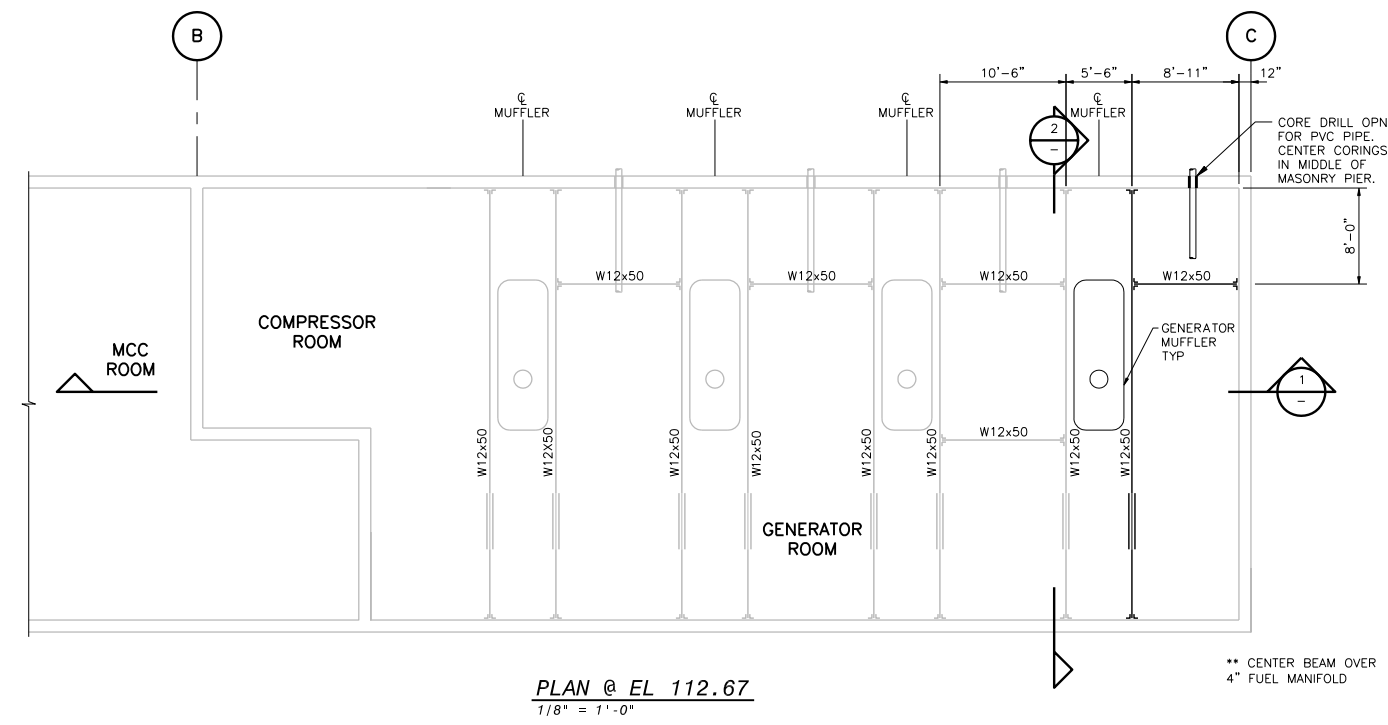 B
C
10'-6"
5'-6"
8'-11"
12"
℄
MUFFLER
℄
MUFFLER
℄
MUFFLER
℄
MUFFLER
2
–
CORE DRILL OPN
FOR PVC PIPE.
CENTER CORINGS
IN MIDDLE OF
MASONRY PIER.
8'-0"
W12x50
W12x50
W12x50
W12x50
COMPRESSOR
ROOM
MCC
ROOM
GENERATOR
MUFFLER
TYP
1
–
W12x50
W12x50
W12x50
W12x50
W12x50
W12x50
W12x50
W12x50
W12x50
GENERATOR
ROOM
** CENTER BEAM OVER
4" FUEL MANIFOLD
PLAN @ EL 112.67
1/8" = 1'-0"